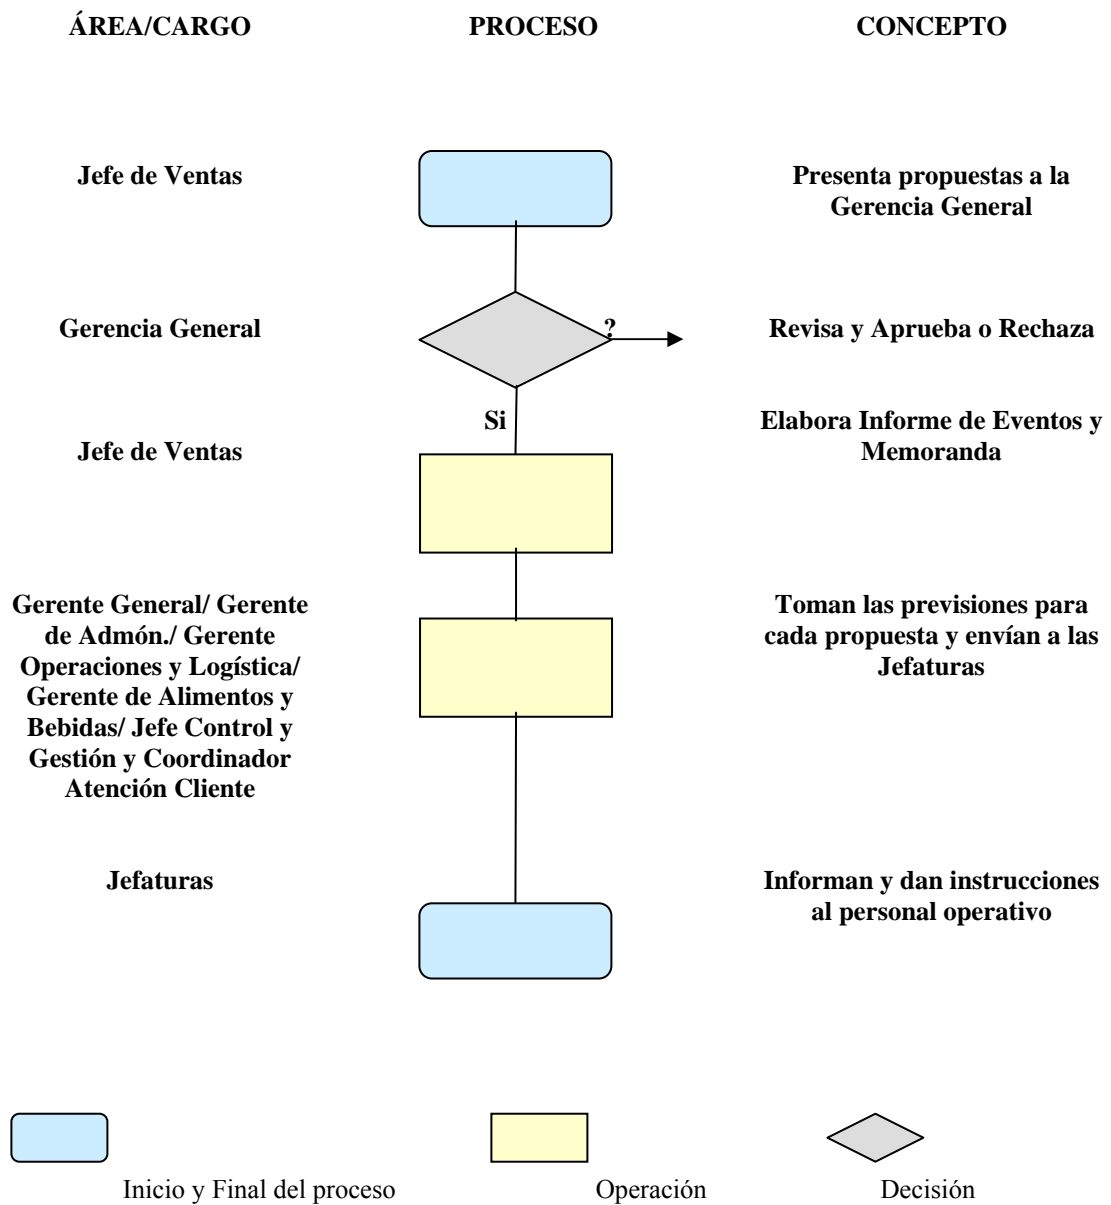 ÁREA/CARGO PROCESO CONCEPTO
Jefe de Ventas
Presenta propuestas a la
Gerencia General
Gerencia General
?
Revisa y Aprueba o Rechaza
Si
Jefe de Ventas
Elabora Informe de Eventos y
Memoranda
Gerente General/ Gerente
de Admón./ Gerente
Operaciones y Logística/
Gerente de Alimentos y
Bebidas/ Jefe Control y
Gestión y Coordinador
Atención Cliente
Toman las previsiones para
cada propuesta y envían a las
Jefaturas
Jefaturas
Informan y dan instrucciones
al personal operativo
Inicio y Final del proceso Operación Decisión